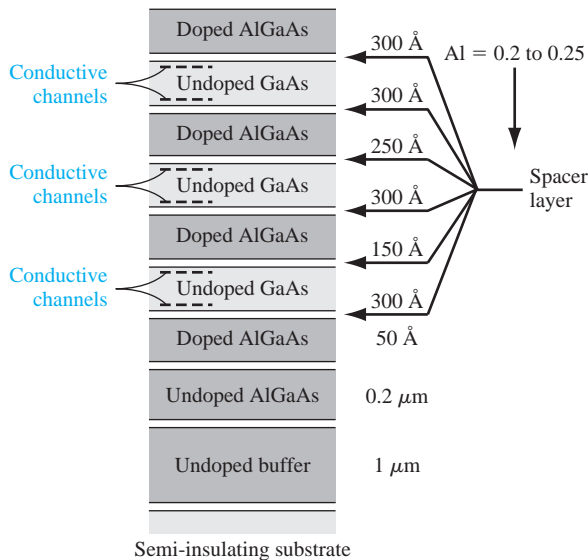 Doped AlGaAs
300 Å
Al = 0.2 to 0.25
Conductive
channels
Undoped GaAs
300 Å
Doped AlGaAs
250 Å
Conductive
channels
Undoped GaAs
Spacer
layer
300 Å
Doped AlGaAs
150 Å
Conductive
channels
Undoped GaAs
300 Å
Doped AlGaAs
50 Å
Undoped AlGaAs
0.2 μm
Undoped buffer
1 μm
Semi-insulating substrate